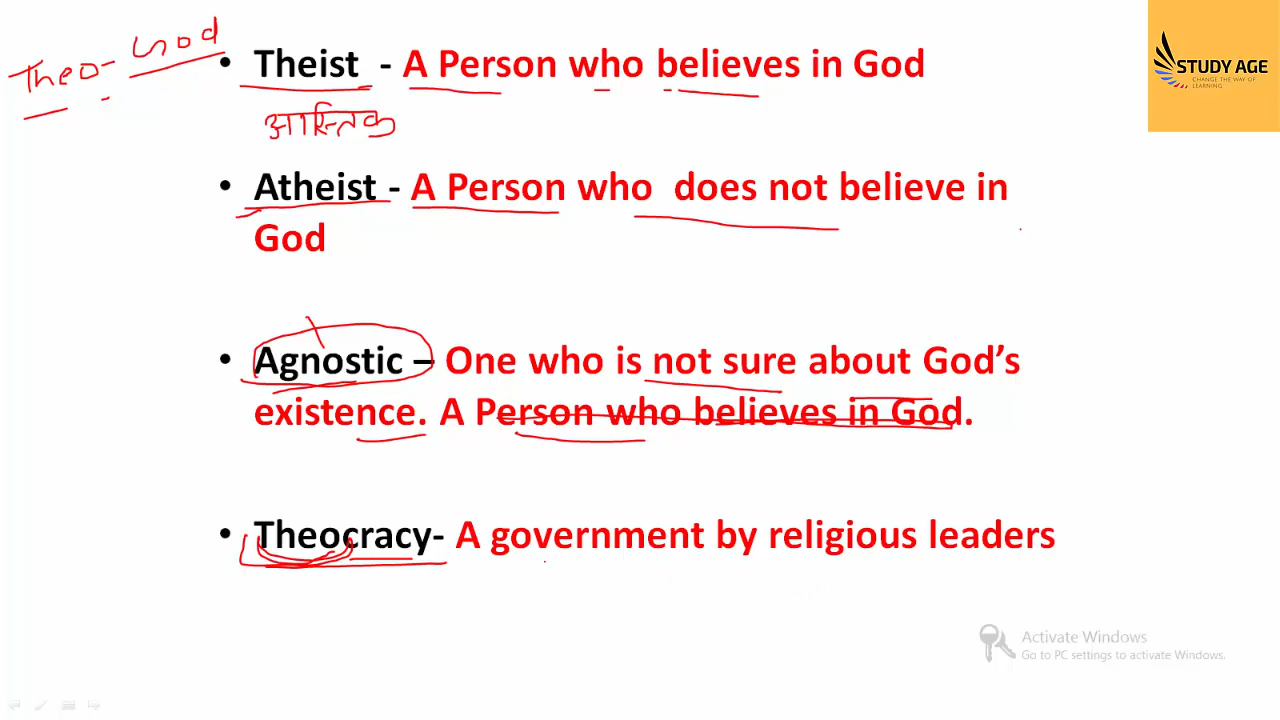 Theo- God
• Theist - A Person who believes in God
आस्तिक
• Atheist - A Person who does not believe in
God
• Agnostic – One who is not sure about God’s
existence. A Person who believes in God.
• Theocracy- A government by religious leaders
STUDY AGE
CHANGE THE WAY OF
LEARNING
Activate Windows
Go to PC settings to activate Windows.